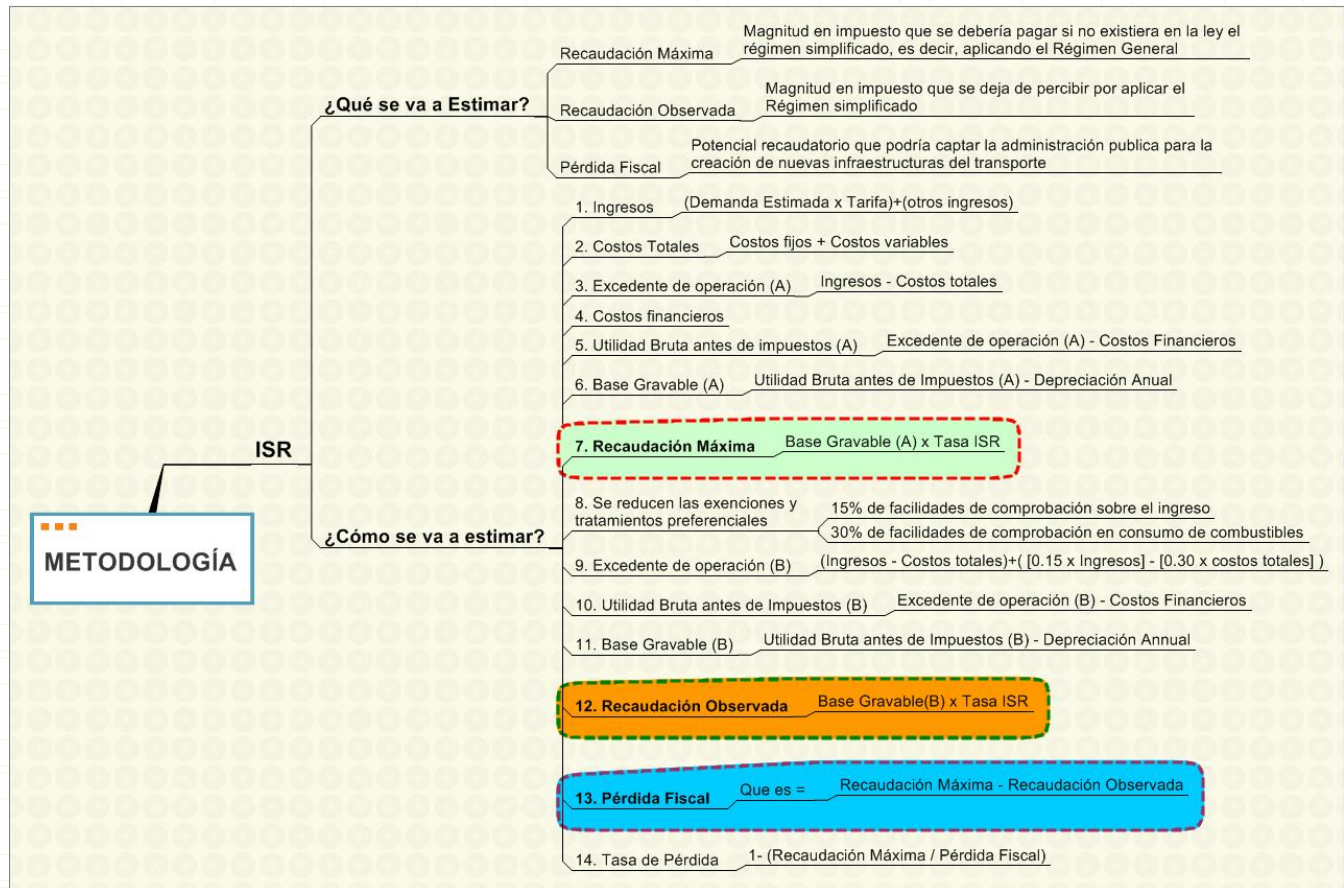 METODOLOGÍA
ISR
¿Qué se va a Estimar?
Recaudación Máxima
Magnitud en impuesto que se debería pagar si no existiera en la ley el
régimen simplificado, es decir, aplicando el Régimen General
Recaudación Observada
Magnitud en impuesto que se deja de percibir por aplicar el
Régimen simplificado
Pérdida Fiscal
Potencial recaudatorio que podría captar la administración publica para la
creación de nuevas infraestructuras del transporte
¿Cómo se va a estimar?
1. Ingresos
(Demanda Estimada x Tarifa)+(otros ingresos)
2. Costos Totales
Costos fijos + Costos variables
3. Excedente de operación (A)
Ingresos - Costos totales
4. Costos financieros
5. Utilidad Bruta antes de impuestos (A)
Excedente de operación (A) - Costos Financieros
6. Base Gravable (A)
Utilidad Bruta antes de Impuestos (A) - Depreciación Anual
7. Recaudación Máxima
Base Gravable (A) x Tasa ISR
8. Se reducen las exenciones y
tratamientos preferenciales
15% de facilidades de comprobación sobre el ingreso
30% de facilidades de comprobación en consumo de combustibles
9. Excedente de operación (B)
(Ingresos - Costos totales)+( [0.15 x Ingresos] - [0.30 x costos totales] )
10. Utilidad Bruta antes de Impuestos (B)
Excedente de operación (B) - Costos Financieros
11. Base Gravable (B)
Utilidad Bruta antes de Impuestos (B) - Depreciación Annual
12. Recaudación Observada
Base Gravable(B) x Tasa ISR
13. Pérdida Fiscal
Que es =
Recaudación Máxima - Recaudación Observada
14. Tasa de Pérdida
1- (Recaudación Máxima / Pérdida Fiscal)